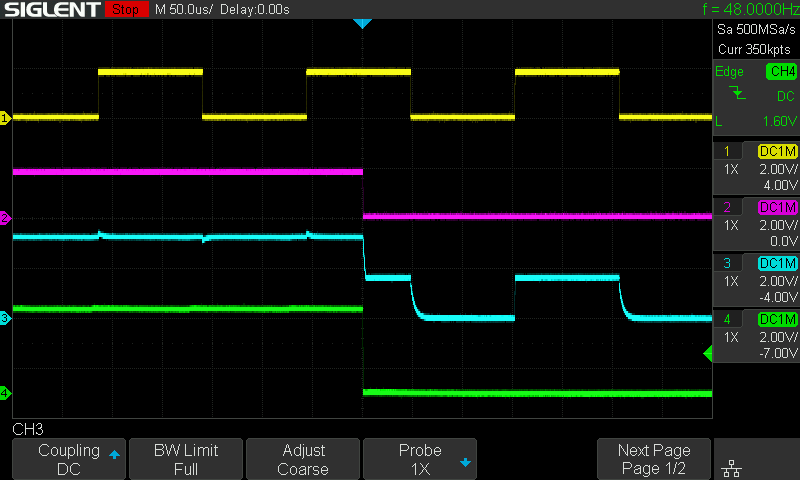 SIGLENT Stop M 50.0us/ Delay:0.00s f = 48.0000Hz
Sa 500MSa/s
Curr 350kpts
Edge CH4
DC
L 1.60V
1 DC1M
1X 2.00V/
4.00V
2 DC1M
1X 2.00V/
0.0V
3 DC1M
1X 2.00V/
-4.00V
4 DC1M
1X 2.00V/
-7.00V
1
2
3
4
CH3
Coupling
DC
BW Limit
Full
Adjust
Coarse
Probe
1X
Next Page
Page 1/2